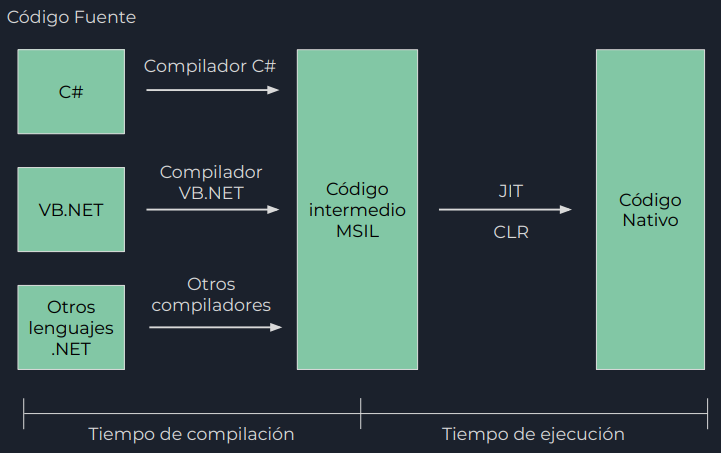 Código Fuente
C#
Compilador C#
VB.NET
Compilador
VB.NET
Otros
lenguajes
.NET
Otros
compiladores
Código
intermedio
MSIL
JIT
CLR
Código
Nativo
Tiempo de compilación
Tiempo de ejecución